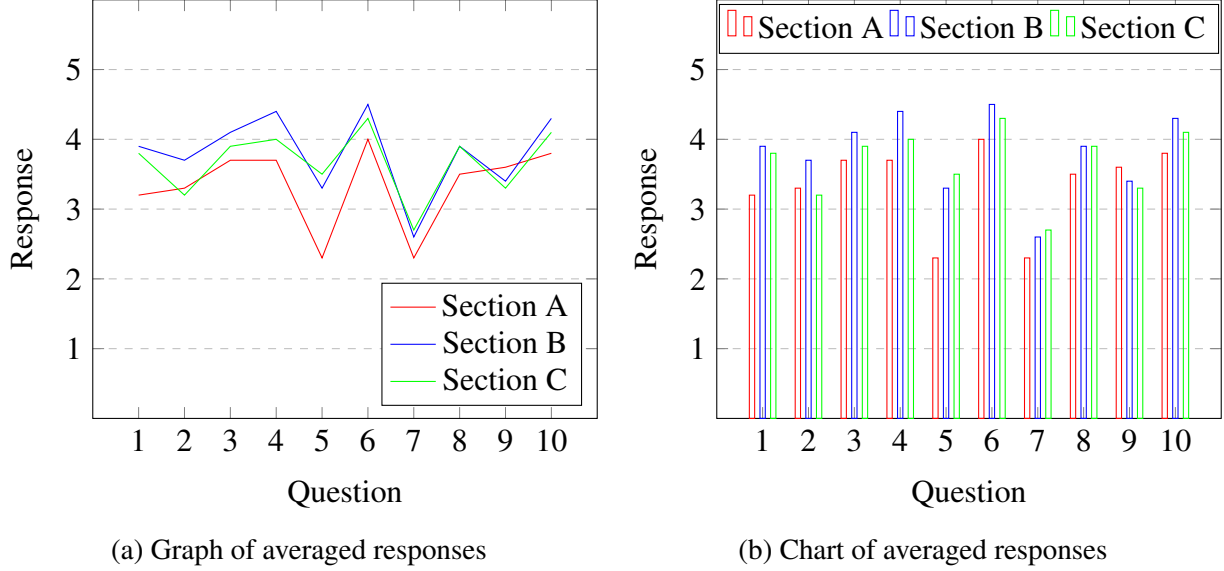 5
4
3
2
1
Response
Section A
Section B
Section C
1 2 3 4 5 6 7 8 9 10
Question
(a) Graph of averaged responses
Section A Section B Section C
5
4
3
2
1
Response
1 2 3 4 5 6 7 8 9 10
Question
(b) Chart of averaged responses